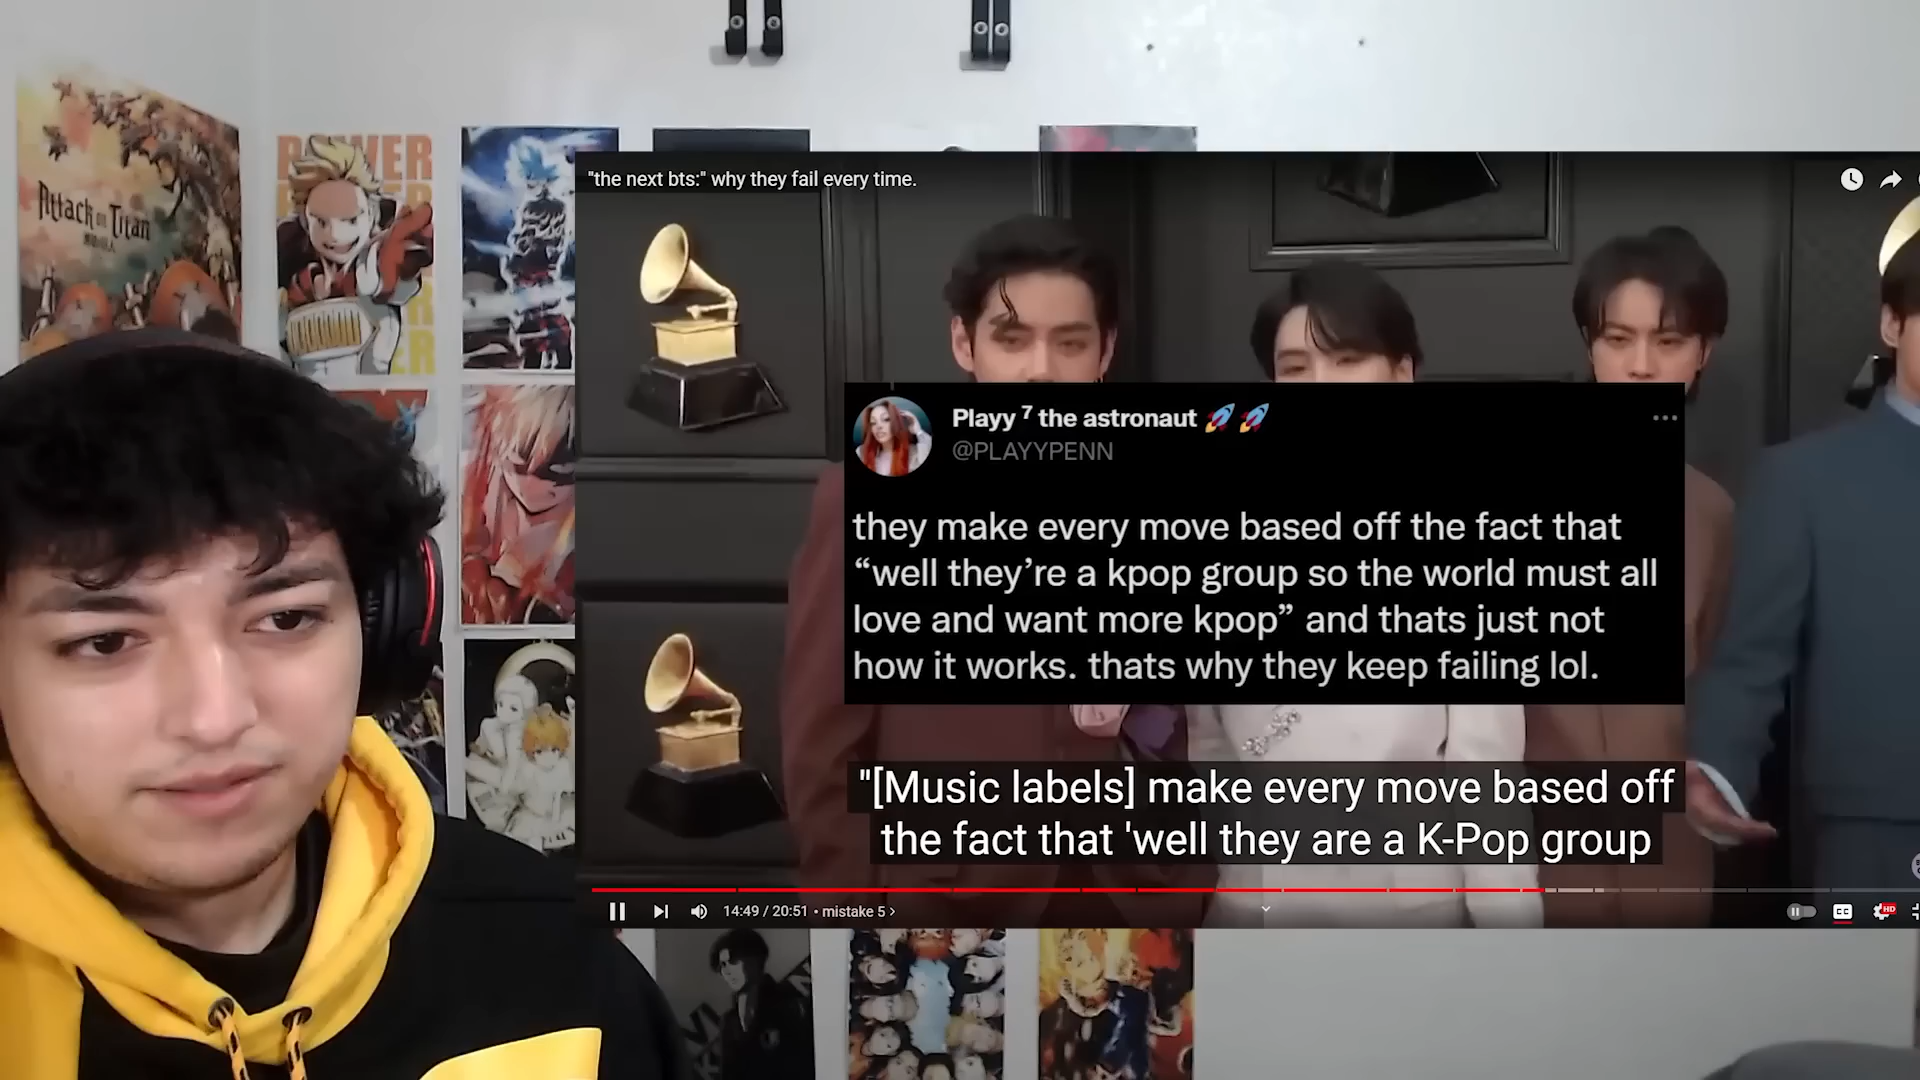 Attack on Titan
POWER
"the next bts:" why they fail every time.
Playy ⁷ the astronaut 🚀 🚀
@PLAYYPENN
they make every move based off the fact that
“well they’re a kpop group so the world must all
love and want more kpop” and thats just not
how it works. thats why they keep failing lol.
"[Music labels] make every move based off
the fact that 'well they are a K-Pop group
14:49 / 20:51 • mistake 5 >
CC
HD